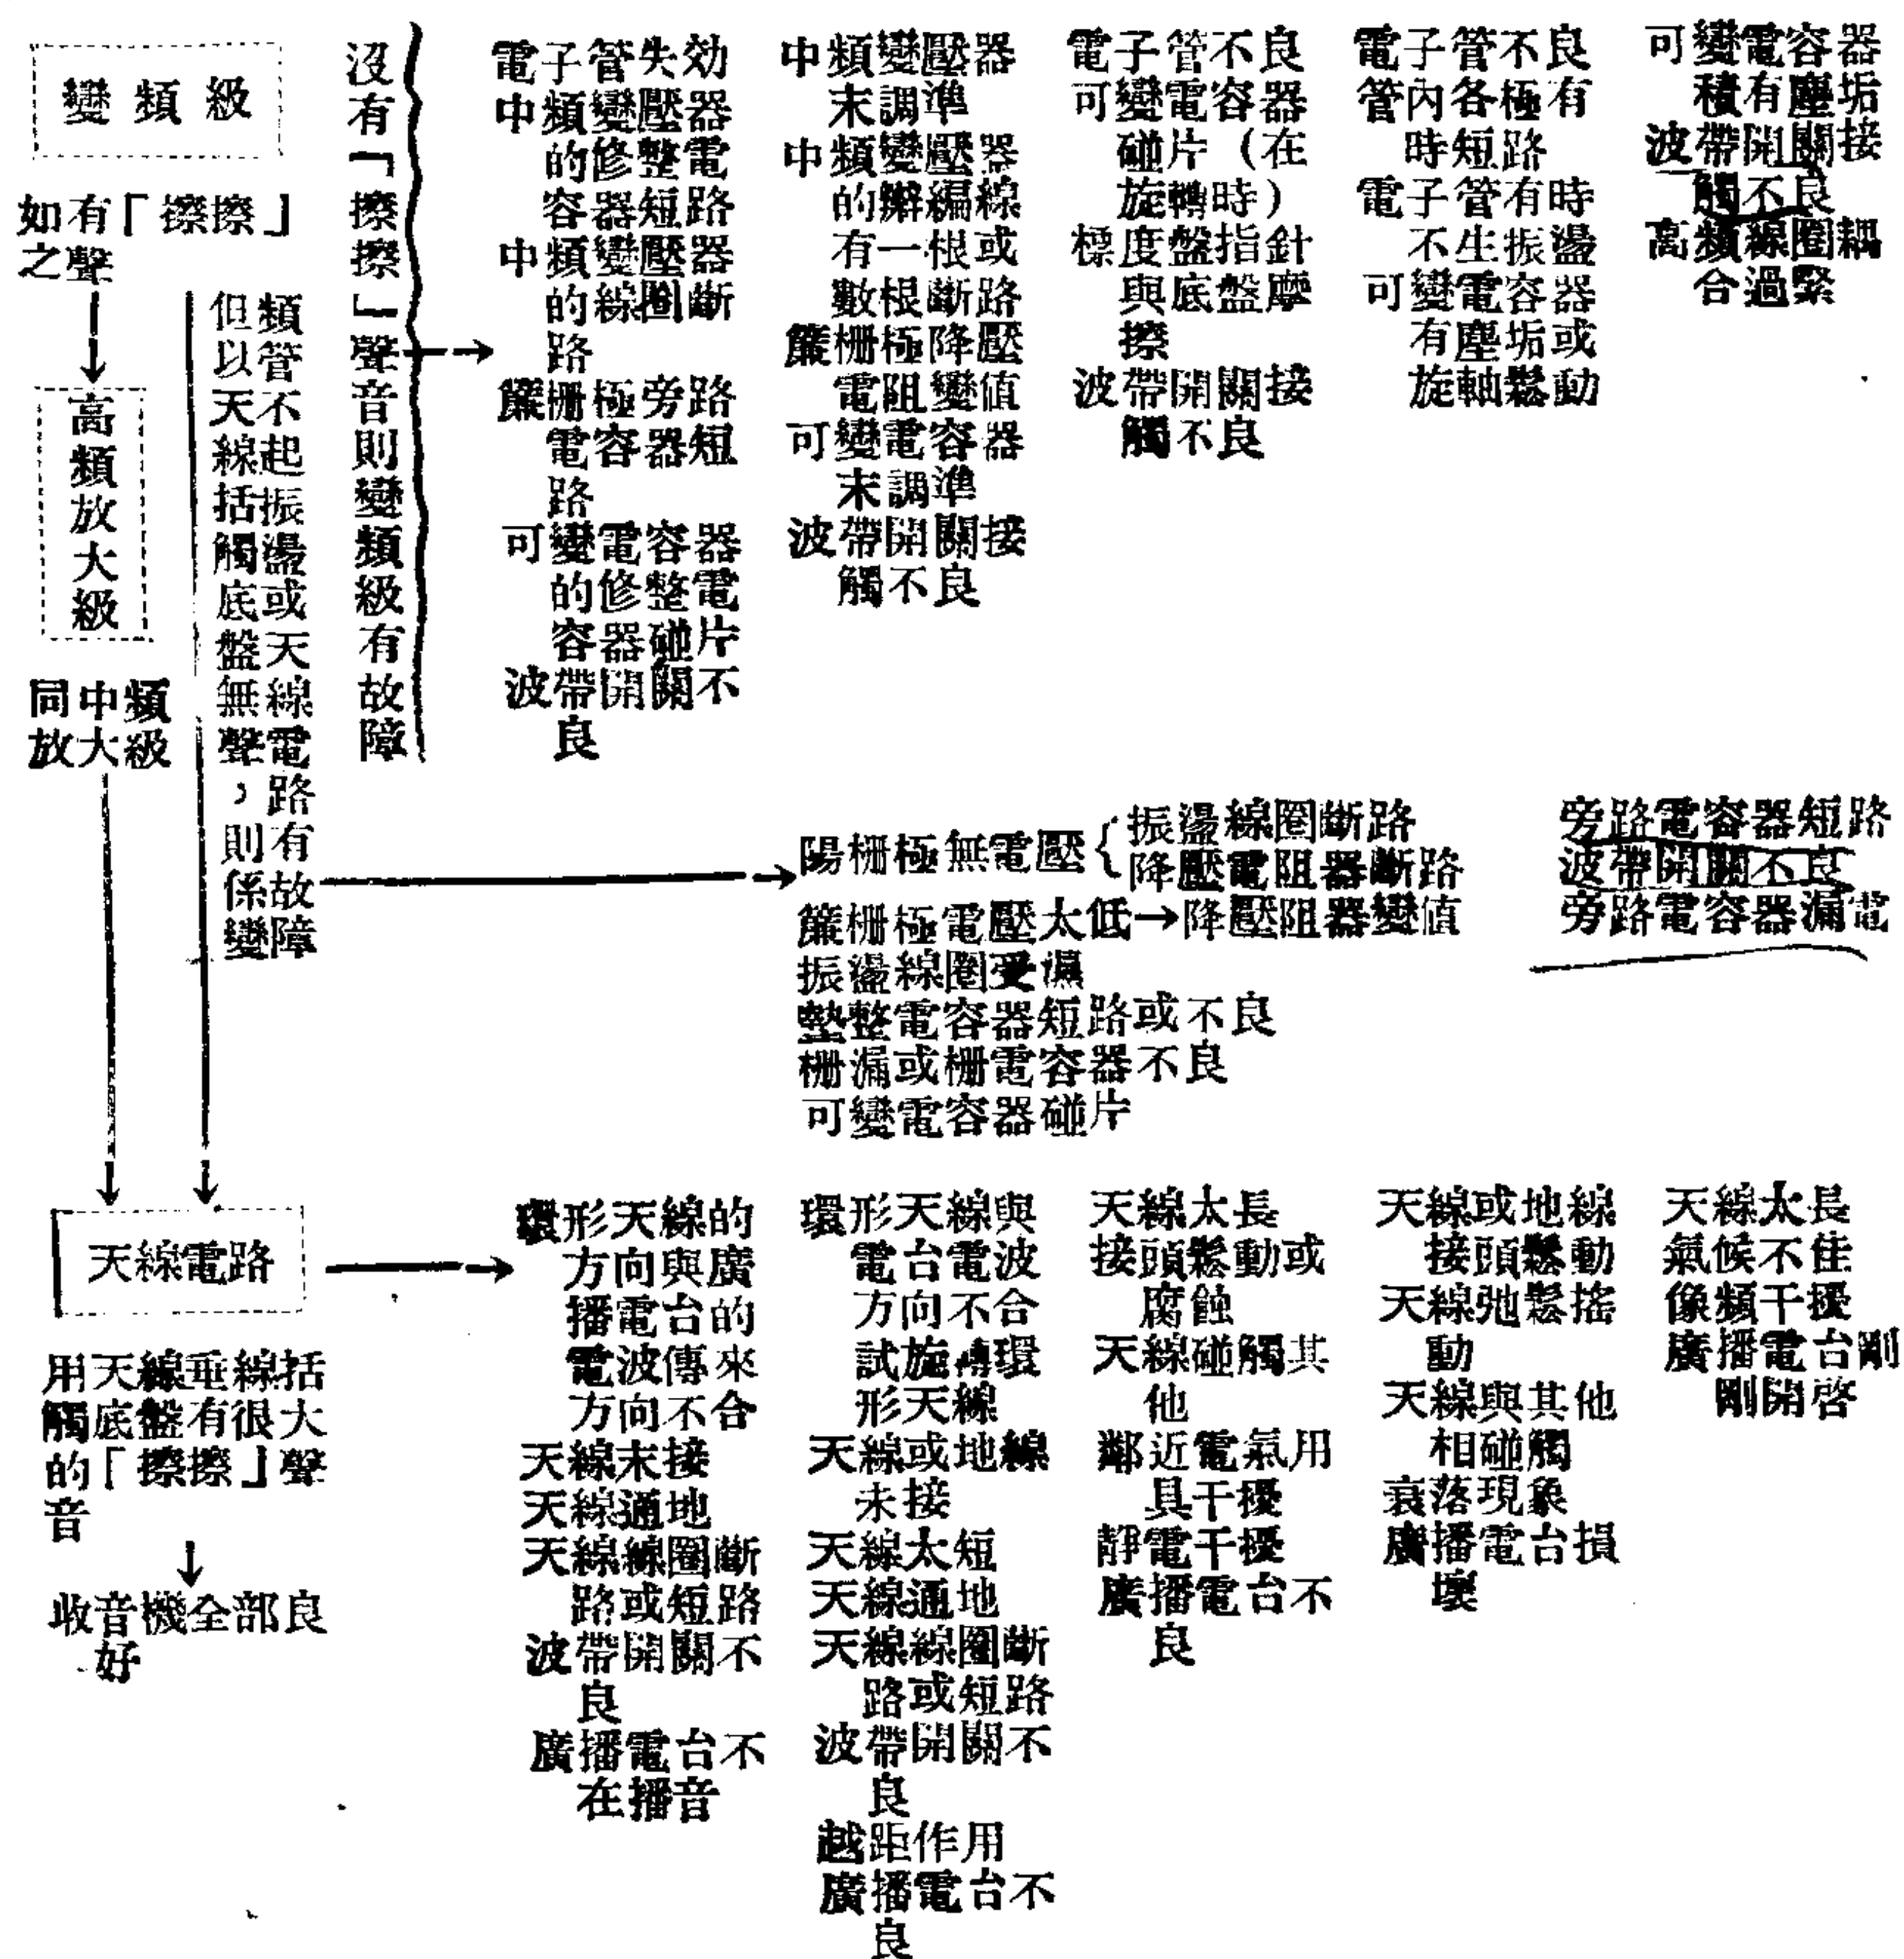 變頻級
如有「擦擦」
之聲
高頻放大級
同中頻
放大級
但以天線括觸底盤無聲，則係變
頻管不起振盪或天線電路有故障
沒有「擦擦」聲音則變頻級有故障
電子管失効
中頻變壓器
的修整電
容器短路
中頻變壓器
的線圈斷
路
簾栅極旁路
電容器短
路
可變電容器
的修整電
容器碰片
波帶開關不
良
中頻變壓器
末調準
中頻變壓器
的辮編線
有一根或
數根斷路
簾栅極降壓
電阻變值
可變電容器
末調準
波帶開關接
觸不良
電子管不良
可變電容器
碰片（在
旋轉時）
標度盤指針
與底盤摩
擦
波帶開關接
觸不良
電子管不良
管內各極有
時短路
電子管有時
不生振盪
可變電容器
有塵垢或
旋軸鬆動
可變電容器
積有塵垢
波帶開關接
觸不良
高頻線圈耦
合過緊
陽栅極無電壓{振盪線圈斷路
降壓電阻器斷路
簾栅極電壓太低→降壓阻器變值
振盪線圈受濕
墊整電容器短路或不良
栅漏或栅電容器不良
可變電容器碰片
旁路電容器短路
波帶開關不良
旁路電容器漏電
天線電路
用天線垂線括
觸底盤有很大
的「擦擦」聲
音
收音機全部良
好
環形天線的
方向與廣
播電台的
電波傳來
方向不合
天線末接
天線通地
天線線圈斷
路或短路
波帶開關不
良
廣播電台不
在播音
環形天線與
電台電波
方向不合
試旋轉環
形天線
天線或地線
未接
天線太短
天線通地
天線線圈斷
路或短路
波帶開關不
良
越距作用
廣播電台不
良
天線太長
接頭鬆動或
腐蝕
天線碰觸其
他
鄰近電氣用
具干擾
靜電干擾
廣播電台不
良
天線或地線
接頭鬆動
天線弛鬆搖
動
天線與其他
相碰觸
衰落現象
廣播電台損
壞
天線太長
氣候不佳
像頻干擾
廣播電台剛
剛開啓